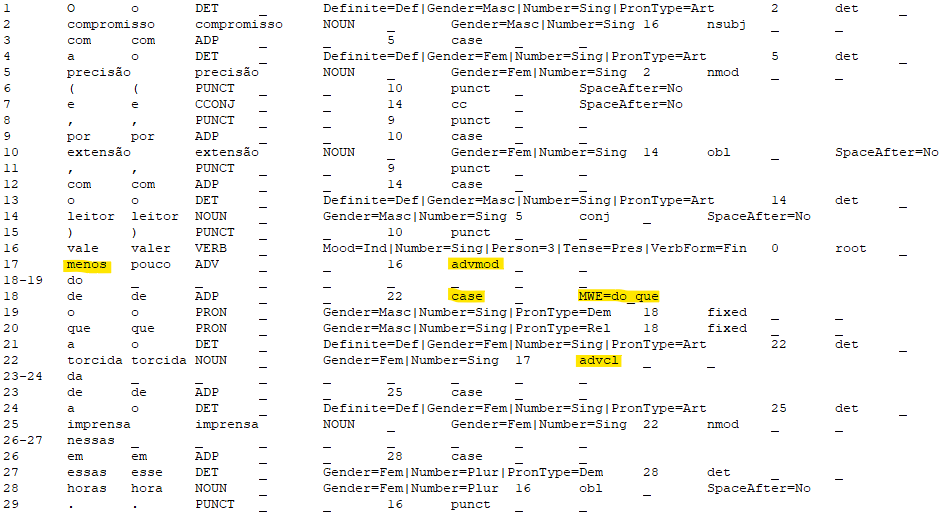 1 O o DET _ Definite=Def|Gender=Masc|Number=Sing|PronType=Art 2 det _ _
2 compromisso compromisso NOUN _ Gender=Masc|Number=Sing 16 nsubj _ _
3 com com ADP _ _ 5 case _ _
4 a o DET _ Definite=Def|Gender=Fem|Number=Sing|PronType=Art 5 det _ _
5 precisão precisão NOUN _ Gender=Fem|Number=Sing 2 nmod _ _
6 ( ( PUNCT _ _ 10 punct _ SpaceAfter=No
7 e e CCONJ _ _ 14 cc _ SpaceAfter=No
8 , , PUNCT _ _ 9 punct _ _
9 por por ADP _ _ 10 case _ _
10 extensão extensão NOUN _ Gender=Fem|Number=Sing 14 obl _ SpaceAfter=No
11 , , PUNCT _ _ 9 punct _ _
12 com com ADP _ _ 14 case _ _
13 o o DET _ Definite=Def|Gender=Masc|Number=Sing|PronType=Art 14 det _ _
14 leitor leitor NOUN _ Gender=Masc|Number=Sing 5 conj _ SpaceAfter=No
15 ) ) PUNCT _ _ 10 punct _ _
16 vale valer VERB _ Mood=Ind|Number=Sing|Person=3|Tense=Pres|VerbForm=Fin 0 root _ _
17 menos pouco ADV _ _ 16 advmod _ _
18-19 do _ _ _ _ _ _ _ _
18 de de ADP _ _ 22 case _ MWE=do_que
19 o o PRON _ Gender=Masc|Number=Sing|PronType=Dem 18 fixed _ _
20 que que PRON _ Gender=Masc|Number=Sing|PronType=Rel 18 fixed _ _
21 a o DET _ Definite=Def|Gender=Fem|Number=Sing|PronType=Art 22 det _ _
22 torcida torcida NOUN _ Gender=Fem|Number=Sing 17 advcl _ _
23-24 da _ _ _ _ _ _ _ _
23 de de ADP _ _ 25 case _ _
24 a o DET _ Definite=Def|Gender=Fem|Number=Sing|PronType=Art 25 det _ _
25 imprensa imprensa NOUN _ Gender=Fem|Number=Sing 22 nmod _ _
26-27 nessas _ _ _ _ _ _ _ _
26 em em ADP _ _ 28 case _ _
27 essas esse DET _ Gender=Fem|Number=Plur|PronType=Dem 28 det _ _
28 horas hora NOUN _ Gender=Fem|Number=Plur 16 obl _ SpaceAfter=No
29 . . PUNCT _ _ 16 punct _ _